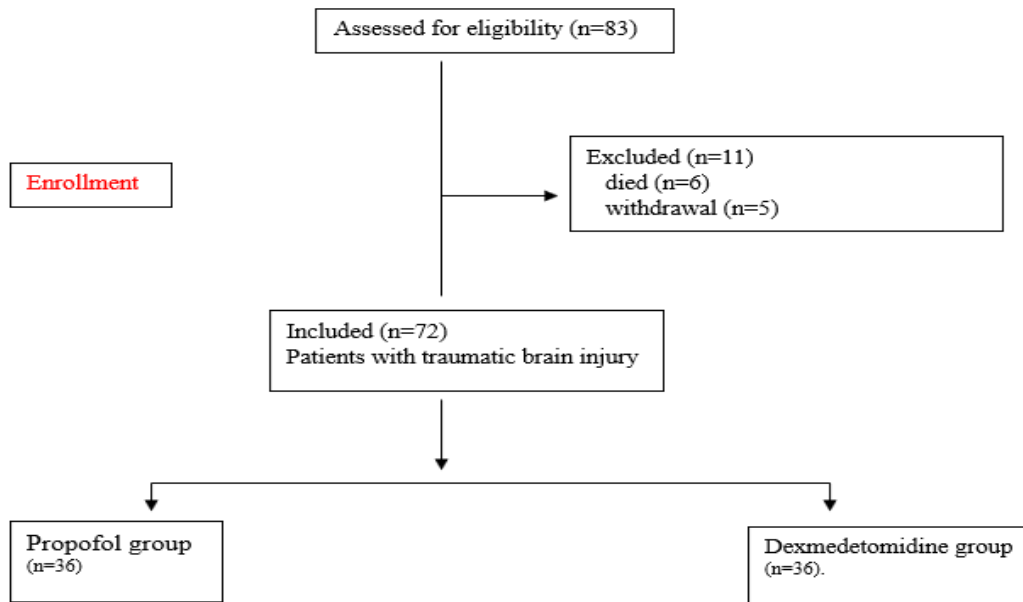 Assessed for eligibility (n=83)
Enrollment
Excluded (n=11)
died (n=6)
withdrawal (n=5)
Included (n=72)
Patients with traumatic brain injury
Propofol group
(n=36)
Dexmedetomidine group
(n=36).